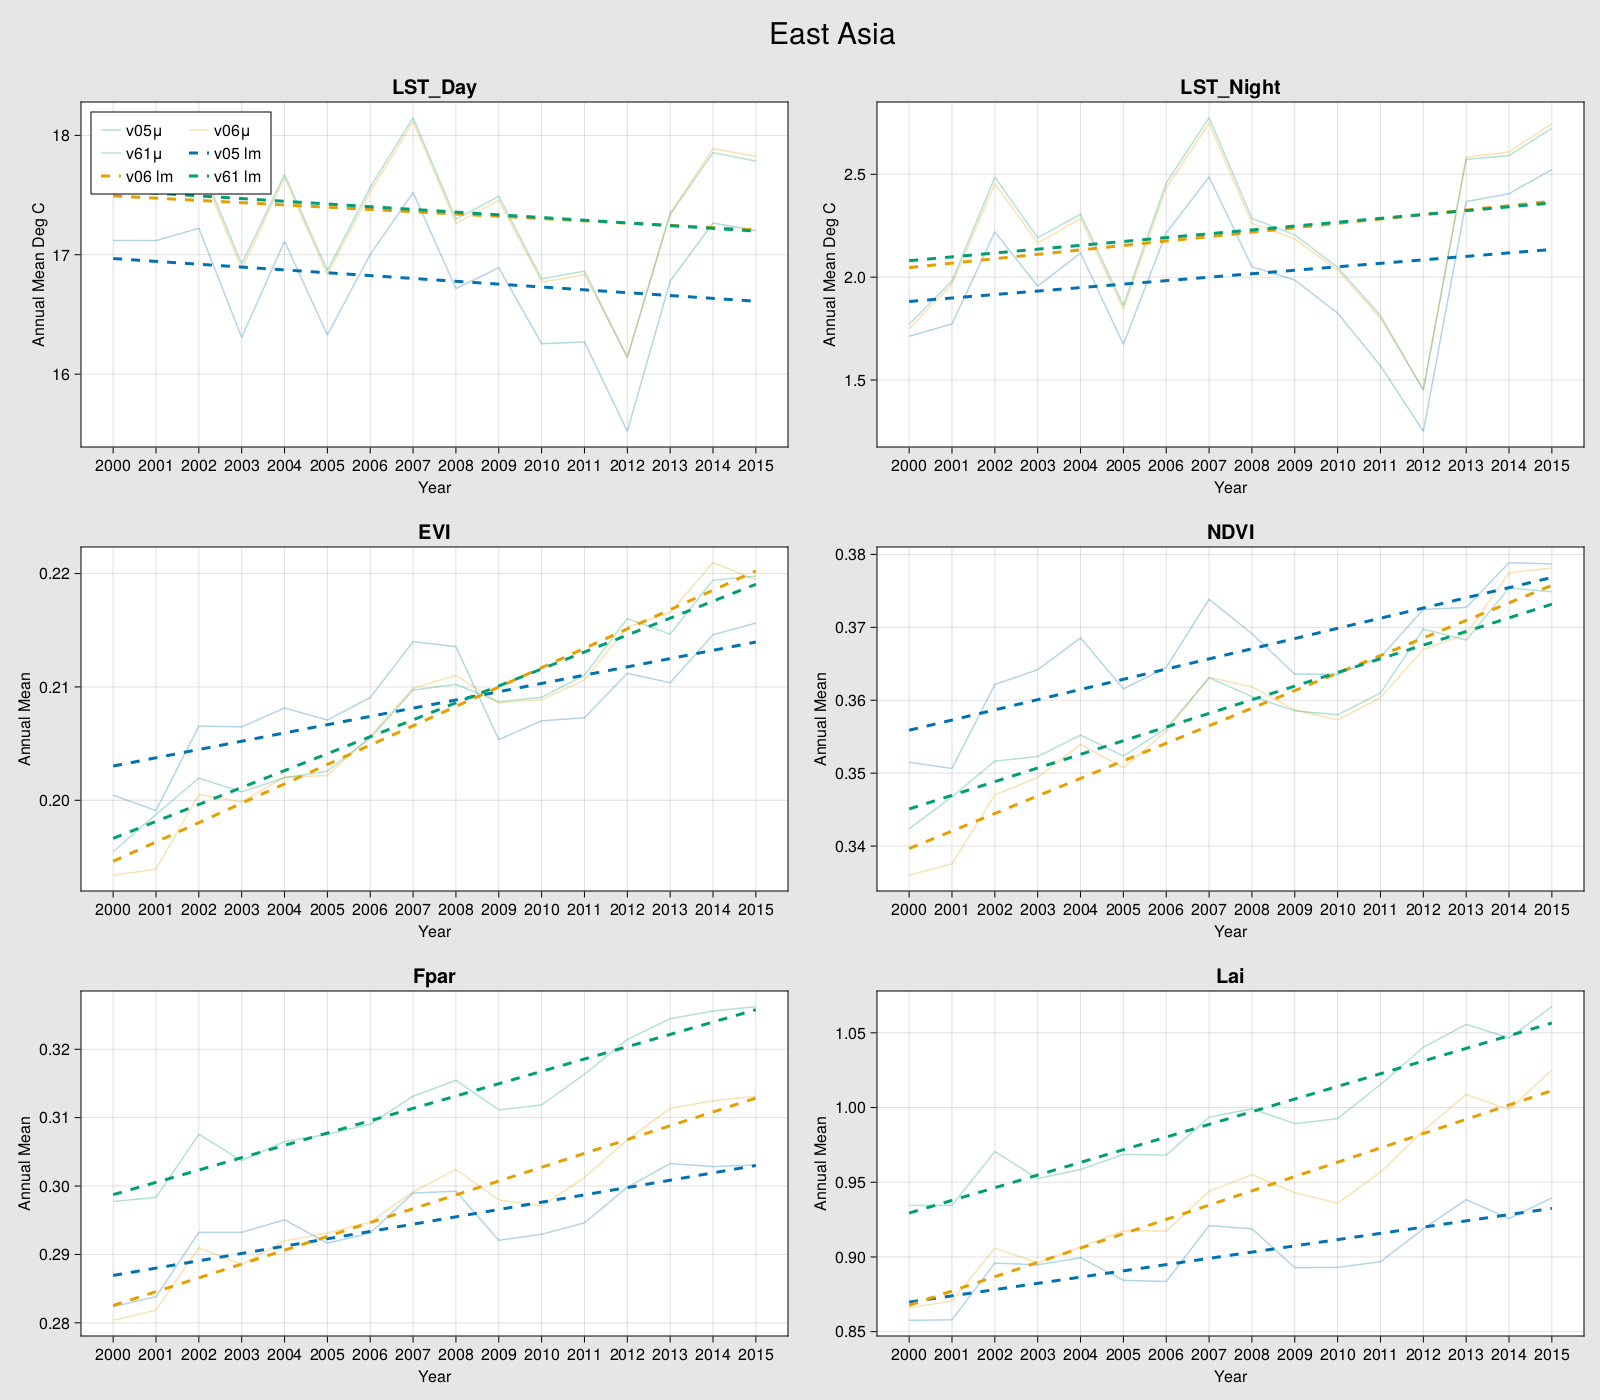 East Asia
LST_Day
v05μ v06μ
v61μ v05 lm
v06 lm v61 lm
18
17
16
Annual Mean Deg C
2000 2001 2002 2003 2004 2005 2006 2007 2008 2009 2010 2011 2012 2013 2014 2015
Year
LST_Night
2.5
2.0
1.5
Annual Mean Deg C
2000 2001 2002 2003 2004 2005 2006 2007 2008 2009 2010 2011 2012 2013 2014 2015
Year
EVI
0.22
0.21
0.20
Annual Mean
2000 2001 2002 2003 2004 2005 2006 2007 2008 2009 2010 2011 2012 2013 2014 2015
Year
NDVI
0.38
0.37
0.36
0.35
0.34
Annual Mean
2000 2001 2002 2003 2004 2005 2006 2007 2008 2009 2010 2011 2012 2013 2014 2015
Year
Fpar
0.32
0.31
0.30
0.29
0.28
Annual Mean
2000 2001 2002 2003 2004 2005 2006 2007 2008 2009 2010 2011 2012 2013 2014 2015
Year
Lai
1.05
1.00
0.95
0.90
0.85
Annual Mean
2000 2001 2002 2003 2004 2005 2006 2007 2008 2009 2010 2011 2012 2013 2014 2015
Year